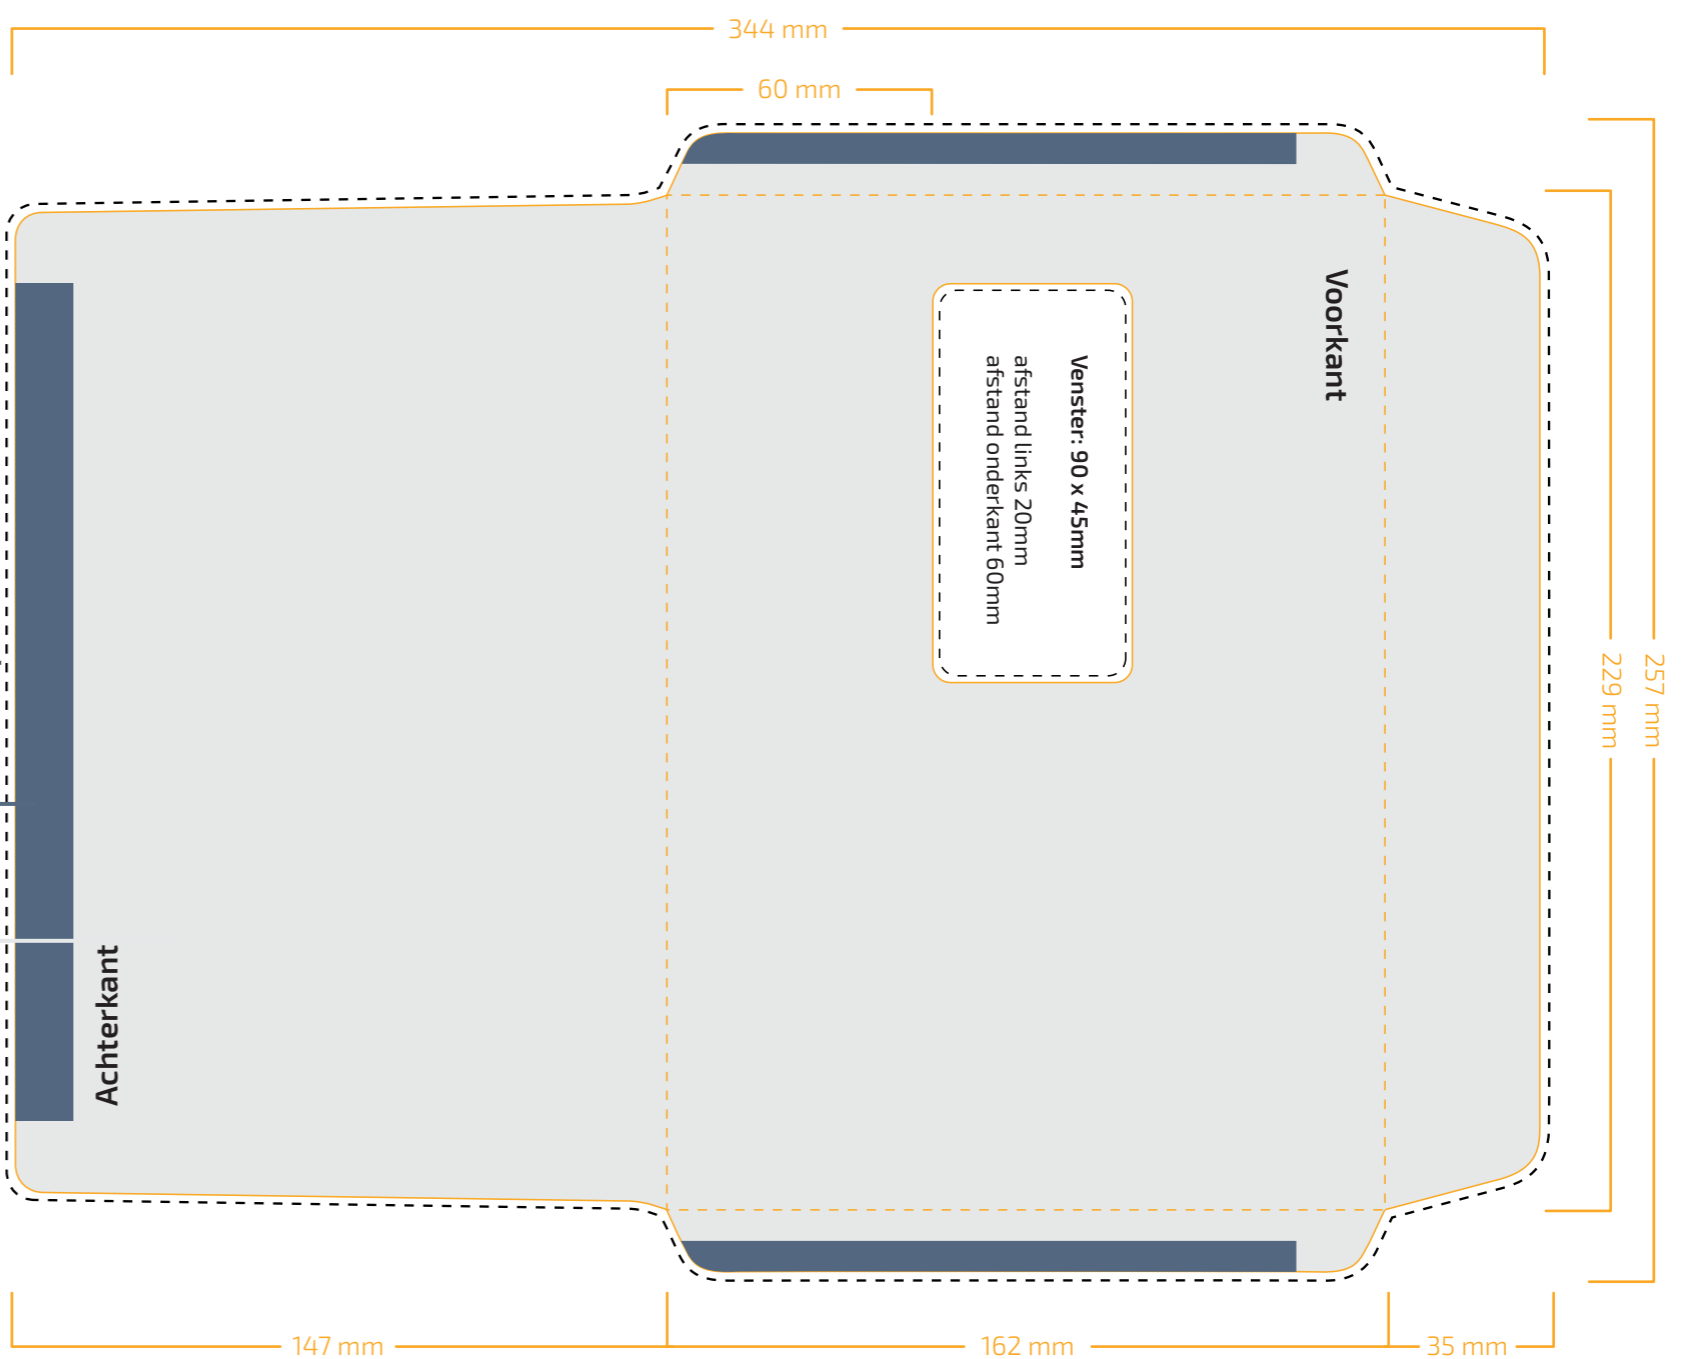 344 mm
60 mm
Voorkant
Venster: 90 x 45mm
afstand links 20mm
afstand onderkant 60mm
229 mm
257 mm
Achterkant
147 mm
162 mm
35 mm